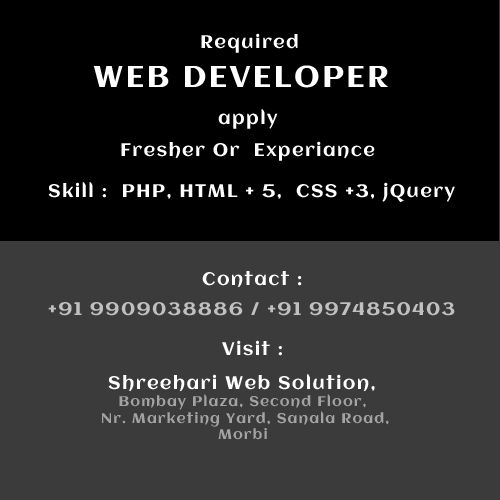 Required
WEB DEVELOPER
apply
Fresher Or Experiance
Skill : PHP, HTML + 5, CSS +3, jQuery
Contact :
+91 9909038886 / +91 9974850403
Visit :
Shreehari Web Solution,
Bombay Plaza, Second Floor,
Nr. Marketing Yard, Sanala Road,
Morbi